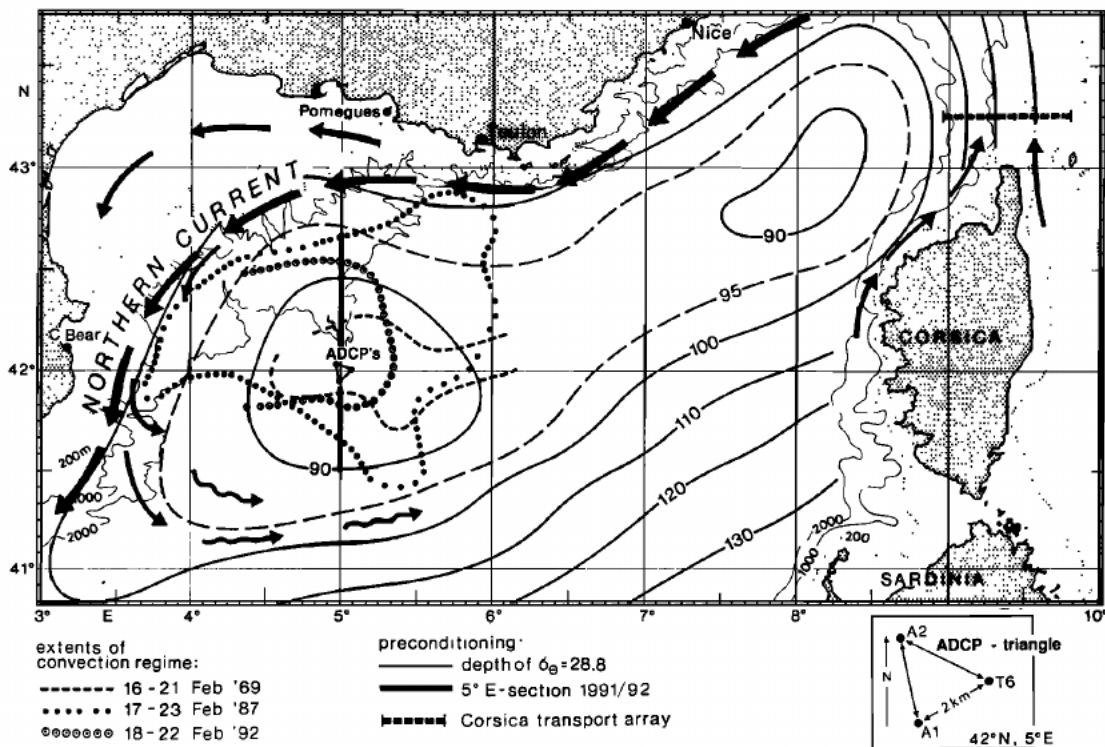 Nice
N
Pomegues
Toulon
43°
NORTHERN CURRENT
90
95
C Bear
100
CORSICA
ADCP's
42°
110
200m
90
120
1000
2000
130
2000
200
1000
41°
SARDINIA
3° E 4° 5° 6° 7° 8° 9° 10°
extents of
convection regime:
16 - 21 Feb '69
17 - 23 Feb '87
18 - 22 Feb '92
preconditioning:
depth of σθ = 28.8
5° E-section 1991/92
Corsica transport array
A2
ADCP - triangle
N
T6
2km
A1
42°N, 5°E